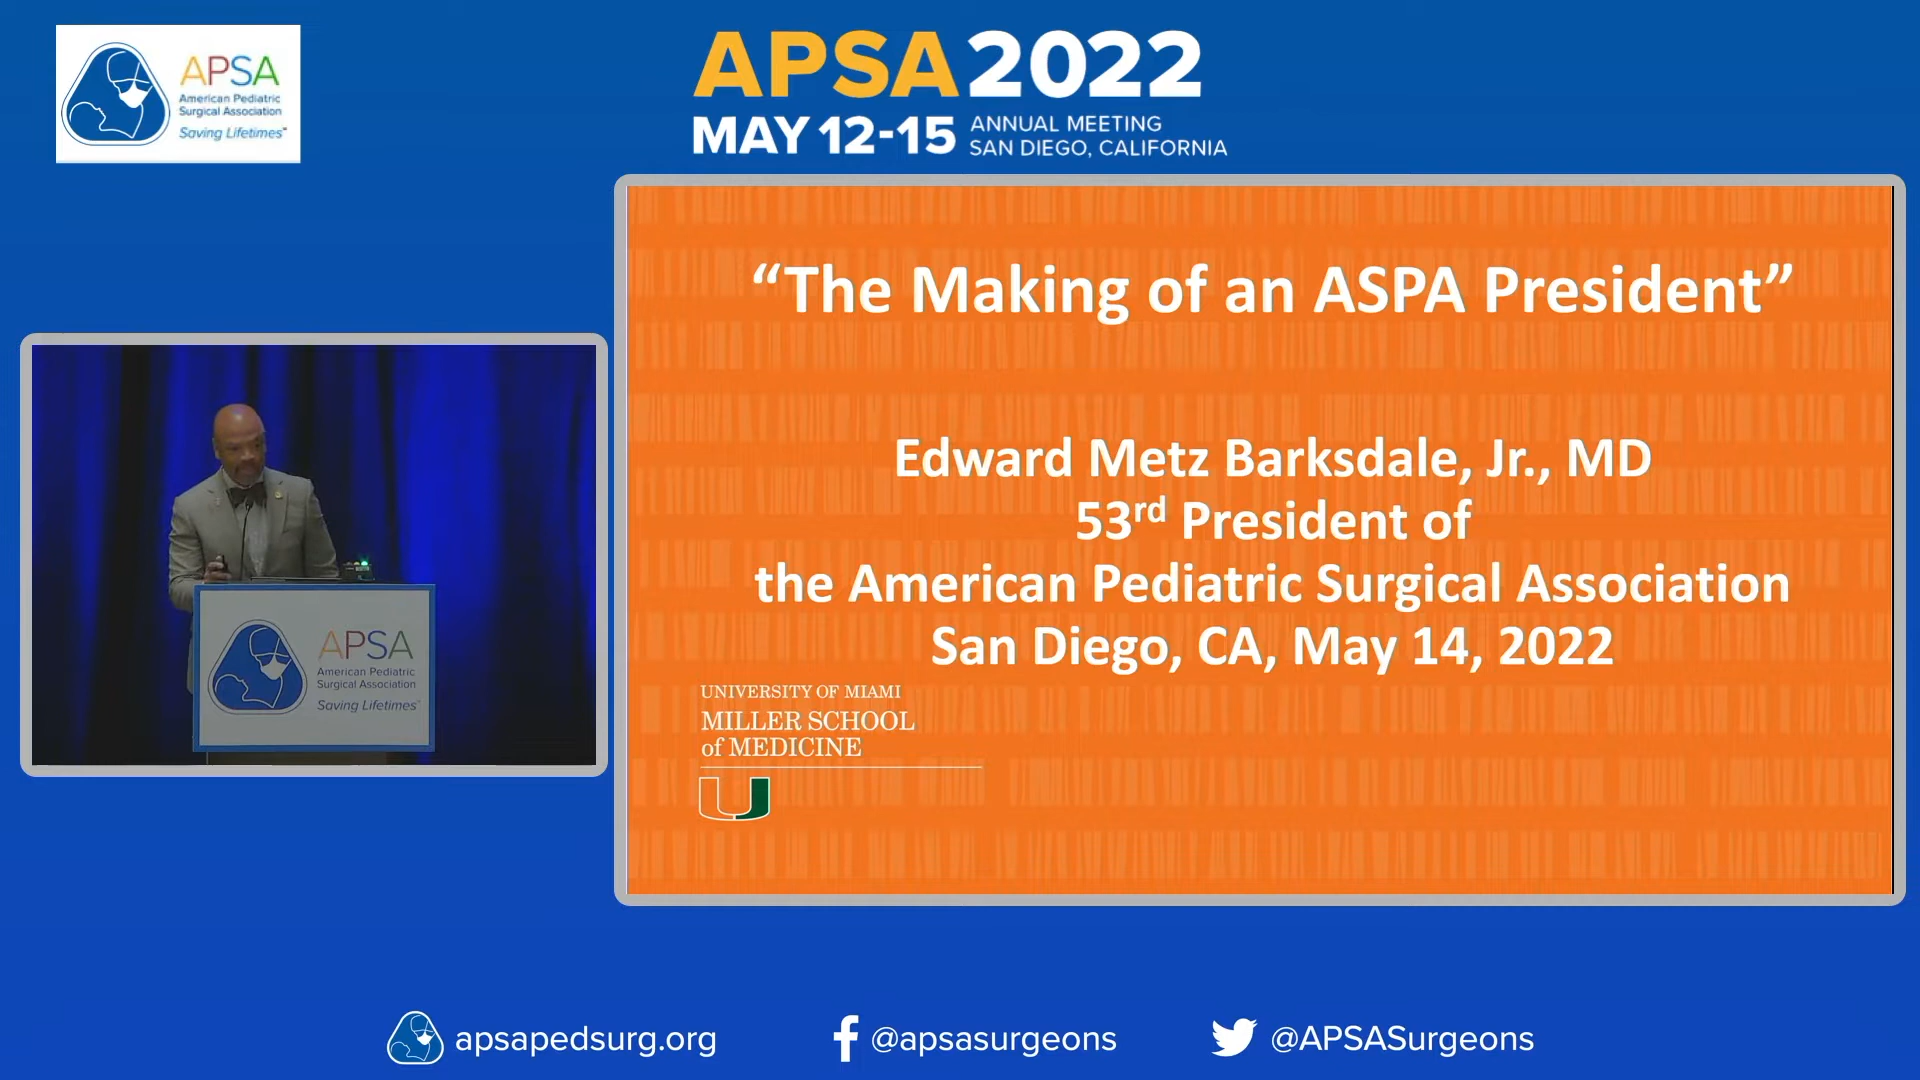 APSA
American Pediatric
Surgical Association
Saving Lifetimes
APSA 2022
MAY 12-15
ANNUAL MEETING
SAN DIEGO, CALIFORNIA
“The Making of an ASPA President”
Edward Metz Barksdale, Jr., MD
53rd President of
the American Pediatric Surgical Association
San Diego, CA, May 14, 2022
UNIVERSITY OF MIAMI
MILLER SCHOOL
of MEDICINE
APSA
American Pediatric
Surgical Association
Saving Lifetimes
apsapedsurg.org
@apsasurgeons
@APSASurgeons